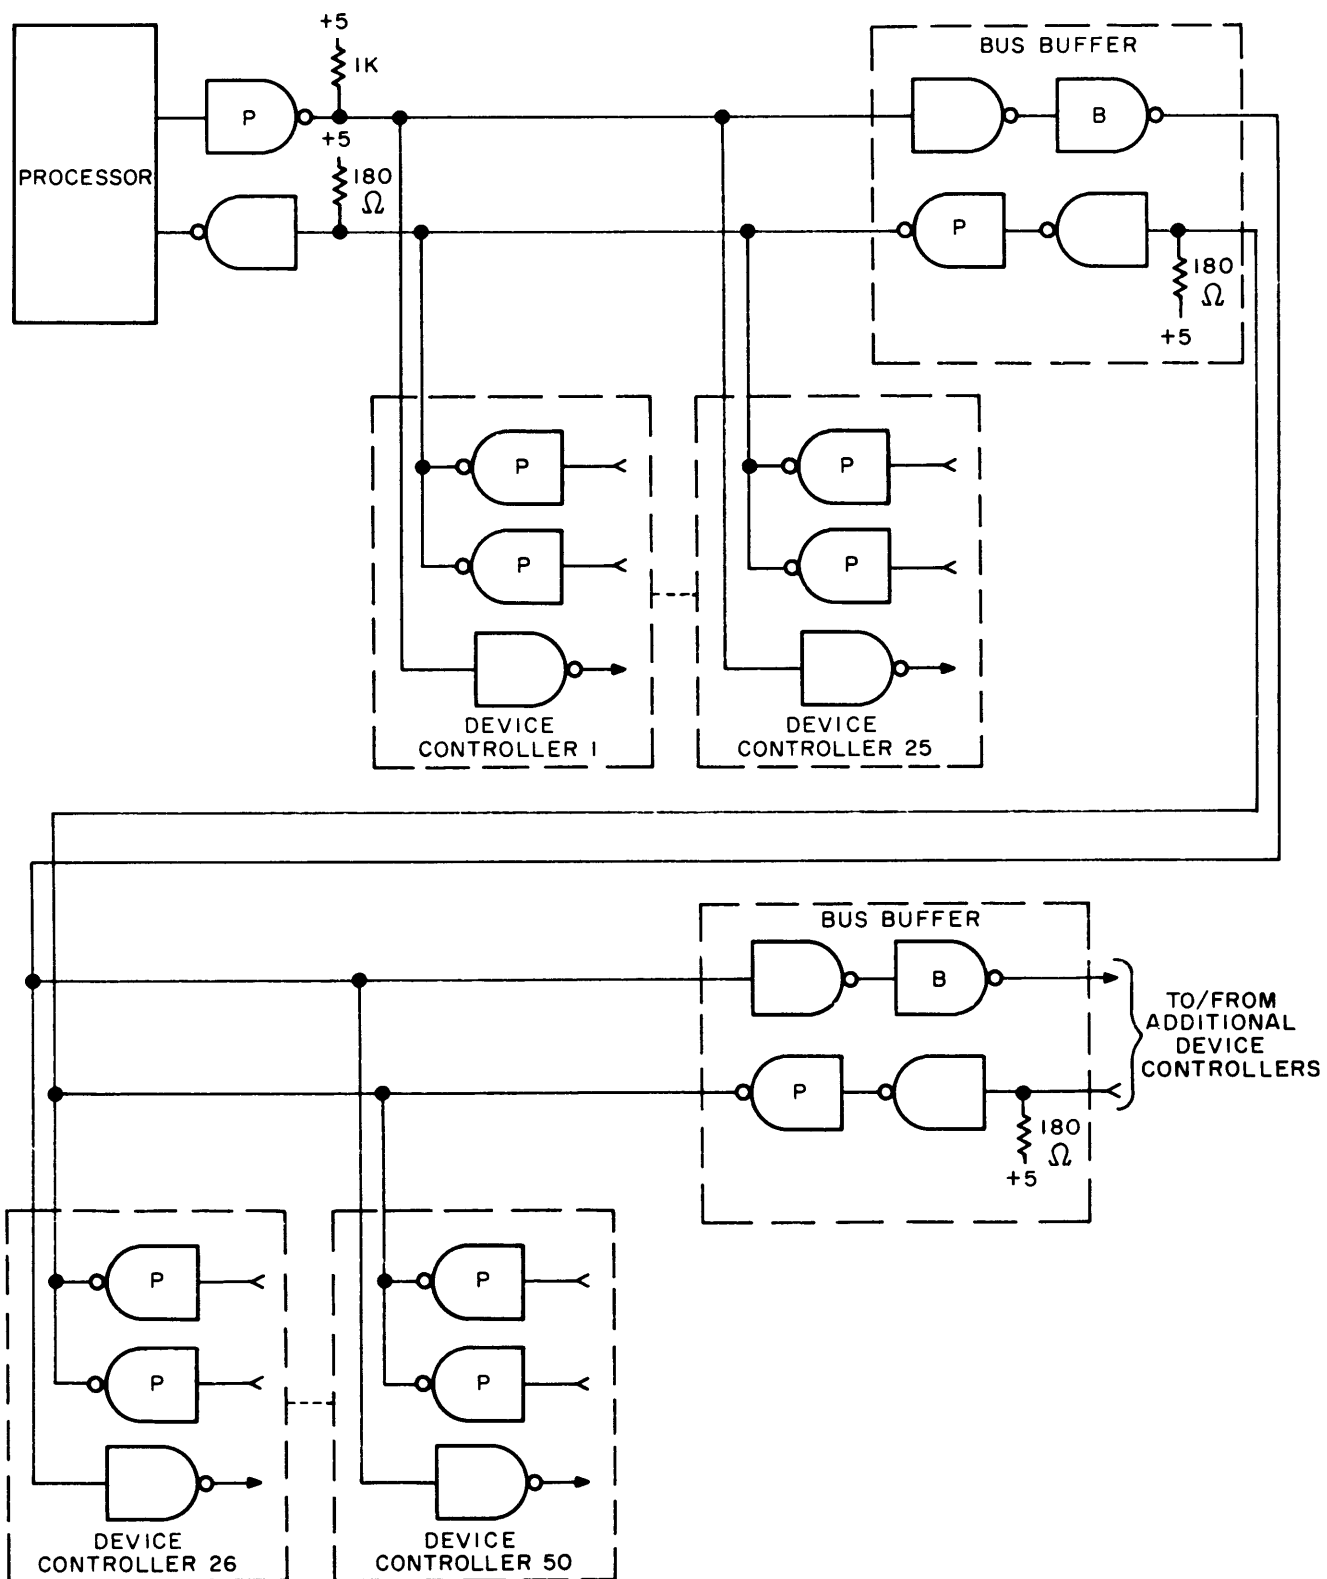 +5
1K
P
+5
180
Ω
PROCESSOR
BUS BUFFER
B
P
180
Ω
+5
P
P
DEVICE
CONTROLLER 1
P
P
DEVICE
CONTROLLER 25
BUS BUFFER
B
P
180
Ω
+5
TO/FROM
ADDITIONAL
DEVICE
CONTROLLERS
P
P
DEVICE
CONTROLLER 26
P
P
DEVICE
CONTROLLER 50